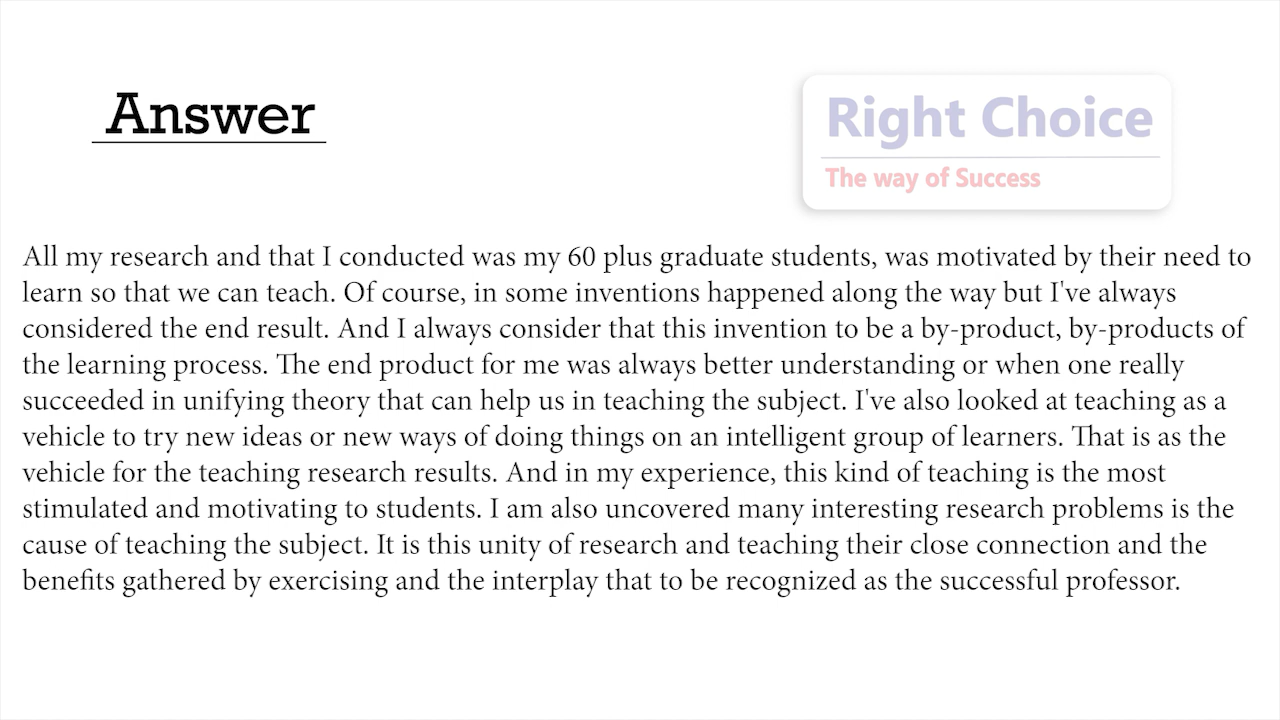 Answer
Right Choice
The way of Success
All my research and that I conducted was my 60 plus graduate students, was motivated by their need to
learn so that we can teach. Of course, in some inventions happened along the way but I've always
considered the end result. And I always consider that this invention to be a by-product, by-products of
the learning process. The end product for me was always better understanding or when one really
succeeded in unifying theory that can help us in teaching the subject. I've also looked at teaching as a
vehicle to try new ideas or new ways of doing things on an intelligent group of learners. That is as the
vehicle for the teaching research results. And in my experience, this kind of teaching is the most
stimulated and motivating to students. I am also uncovered many interesting research problems is the
cause of teaching the subject. It is this unity of research and teaching their close connection and the
benefits gathered by exercising and the interplay that to be recognized as the successful professor.